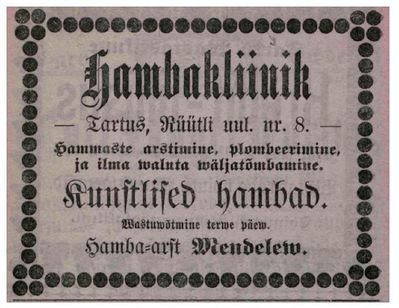 Hambakliinik
— Tartus, Rüütli uul. nr. 8. —
Hammaste arstimine, plombeerimine,
ja ilma waluta wäljatõmbamine.
Kunstlised hambad.
Wastuwõtmine terwe päew.
Hamba-arst Mendelew.